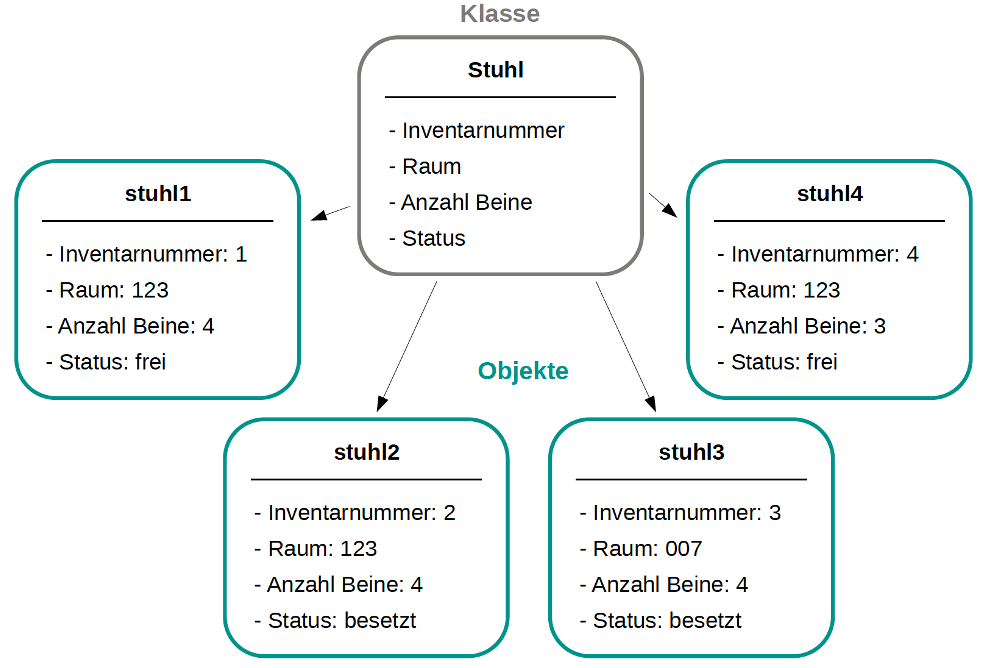 Klasse
Stuhl
- Inventarnummer
- Raum
- Anzahl Beine
- Status
stuhl1
- Inventarnummer: 1
- Raum: 123
- Anzahl Beine: 4
- Status: frei
stuhl4
- Inventarnummer: 4
- Raum: 123
- Anzahl Beine: 3
- Status: frei
Objekte
stuhl2
- Inventarnummer: 2
- Raum: 123
- Anzahl Beine: 4
- Status: besetzt
stuhl3
- Inventarnummer: 3
- Raum: 007
- Anzahl Beine: 4
- Status: besetzt